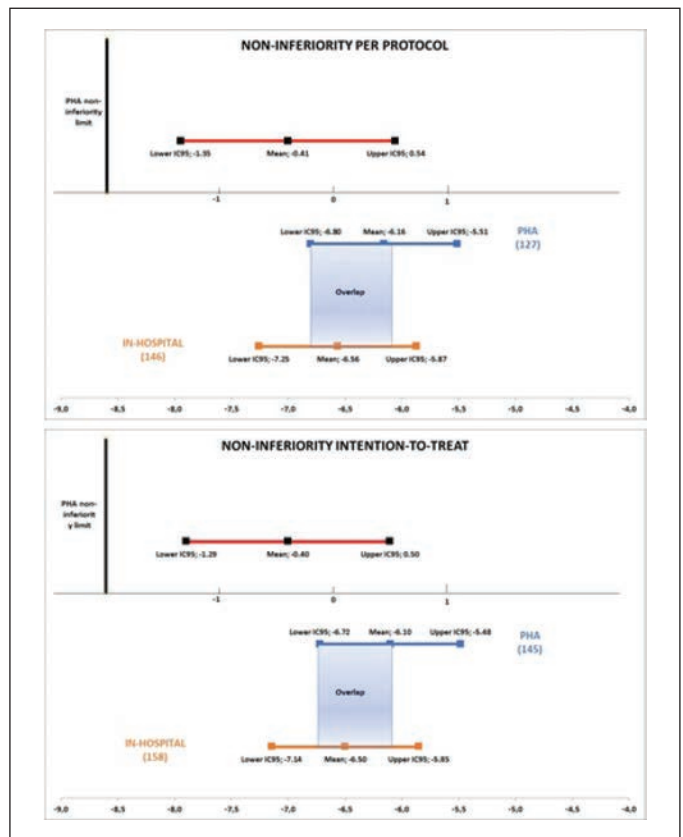 NON-INFERIORITY PER PROTOCOL
PHA non-
inferiority
limit
Lower IC95; -1.35 Mean; -0.41 Upper IC95; 0.54
-1 0 1
Lower IC95; -6.80 Mean; -6.16 Upper IC95; -5.51
PHA
(127)
Overlap
IN-HOSPITAL
(146)
Lower IC95; -7.25 Mean; -6.56 Upper IC95; -5.87
-9,0 -8,5 -8,0 -7,5 -7,0 -6,5 -6,0 -5,5 -5,0 -4,5 -4,0
NON-INFERIORITY INTENTION-TO-TREAT
PHA non-
inferiorit
y limit
Lower IC95; -1.29 Mean; -0.40 Upper IC95; 0.50
-1 0 1
Lower IC95; -6.72 Mean; -6.10 Upper IC95; -5.48
PHA
(145)
Overlap
IN-HOSPITAL
(158)
Lower IC95; -7.14 Mean; -6.50 Upper IC95; -5.85
-9,0 -8,5 -8,0 -7,5 -7,0 -6,5 -6,0 -5,5 -5,0 -4,5 -4,0